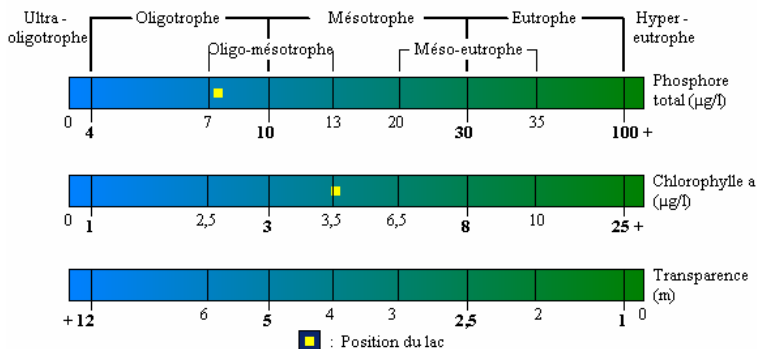 Ultra-oligotrophe Oligotrophe Mésotrophe Eutrophe Hyper-eutrophe
Oligo-mésotrophe Méso-eutrophe
Phosphore total (µg/l)
0 4 7 10 13 20 30 35 100 +
Chlorophylle a (µg/l)
0 1 2,5 3 3,5 6,5 8 10 25 +
Transparence (m)
+ 12 6 5 4 3 2,5 2 1 0
: Position du lac